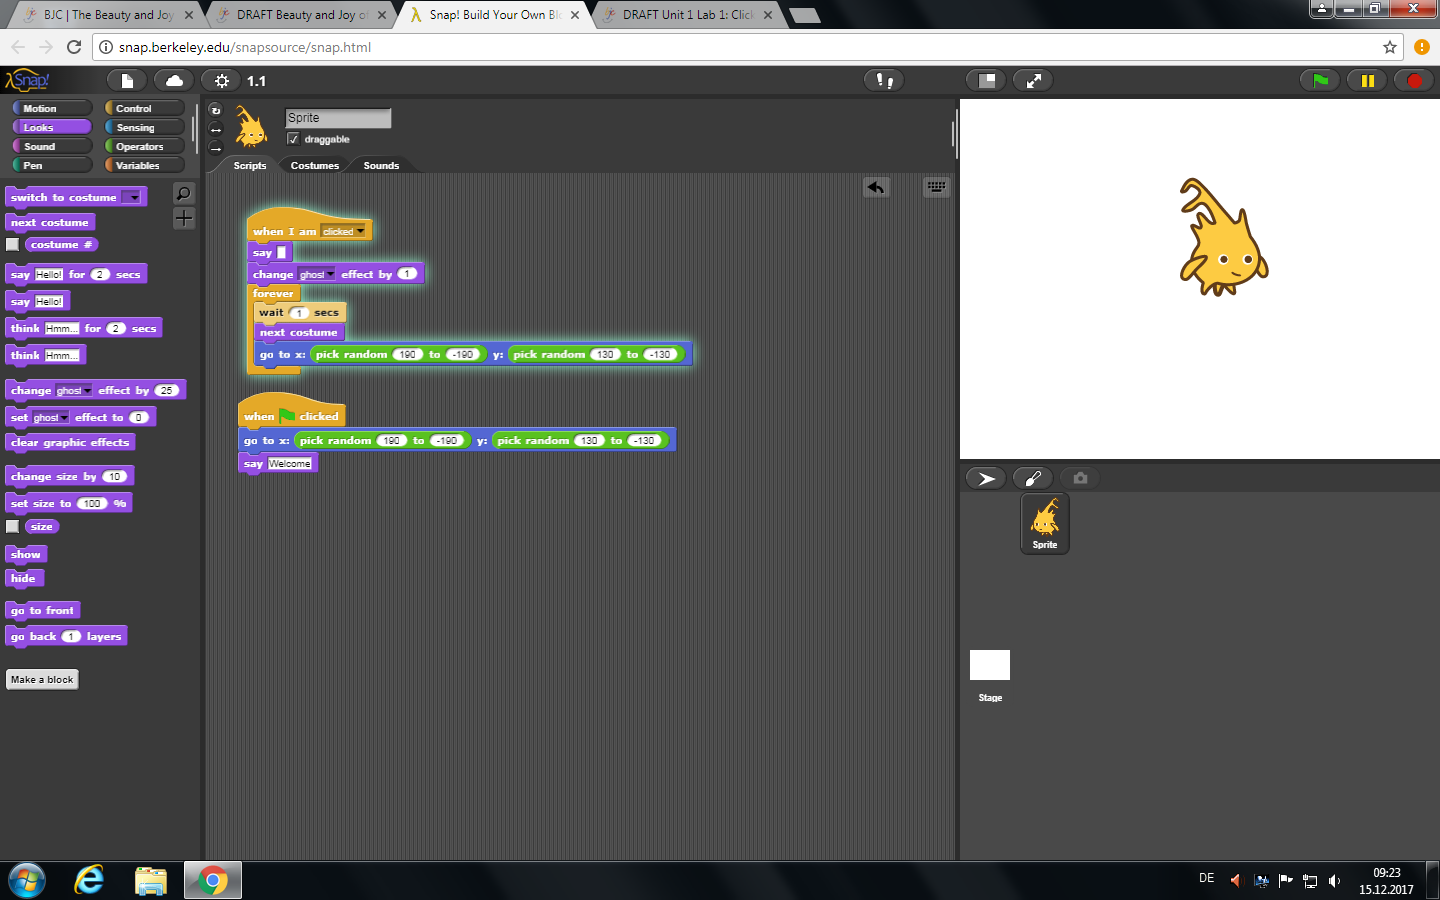 BJC | The Beauty and Joy
DRAFT Beauty and Joy of
Snap! Build Your Own Blo
DRAFT Unit 1 Lab 1: Click
snap.berkeley.edu/snapsource/snap.html
λSnap!
1.1
Motion
Control
Looks
Sensing
Sound
Operators
Pen
Variables
switch to costume
next costume
costume #
say Hello! for 2 secs
say Hello!
think Hmm... for 2 secs
think Hmm...
change ghost effect by 25
set ghost effect to 0
clear graphic effects
change size by 10
set size to 100 %
size
show
hide
go to front
go back 1 layers
Make a block
Sprite
draggable
Scripts
Costumes
Sounds
when I am clicked
say
change ghost effect by 1
forever
wait 1 secs
next costume
go to x: pick random 190 to -190 y: pick random 130 to -130
when clicked
go to x: pick random 190 to -190 y: pick random 130 to -130
say Welcome
Sprite
Stage
DE
09:23
15.12.2017